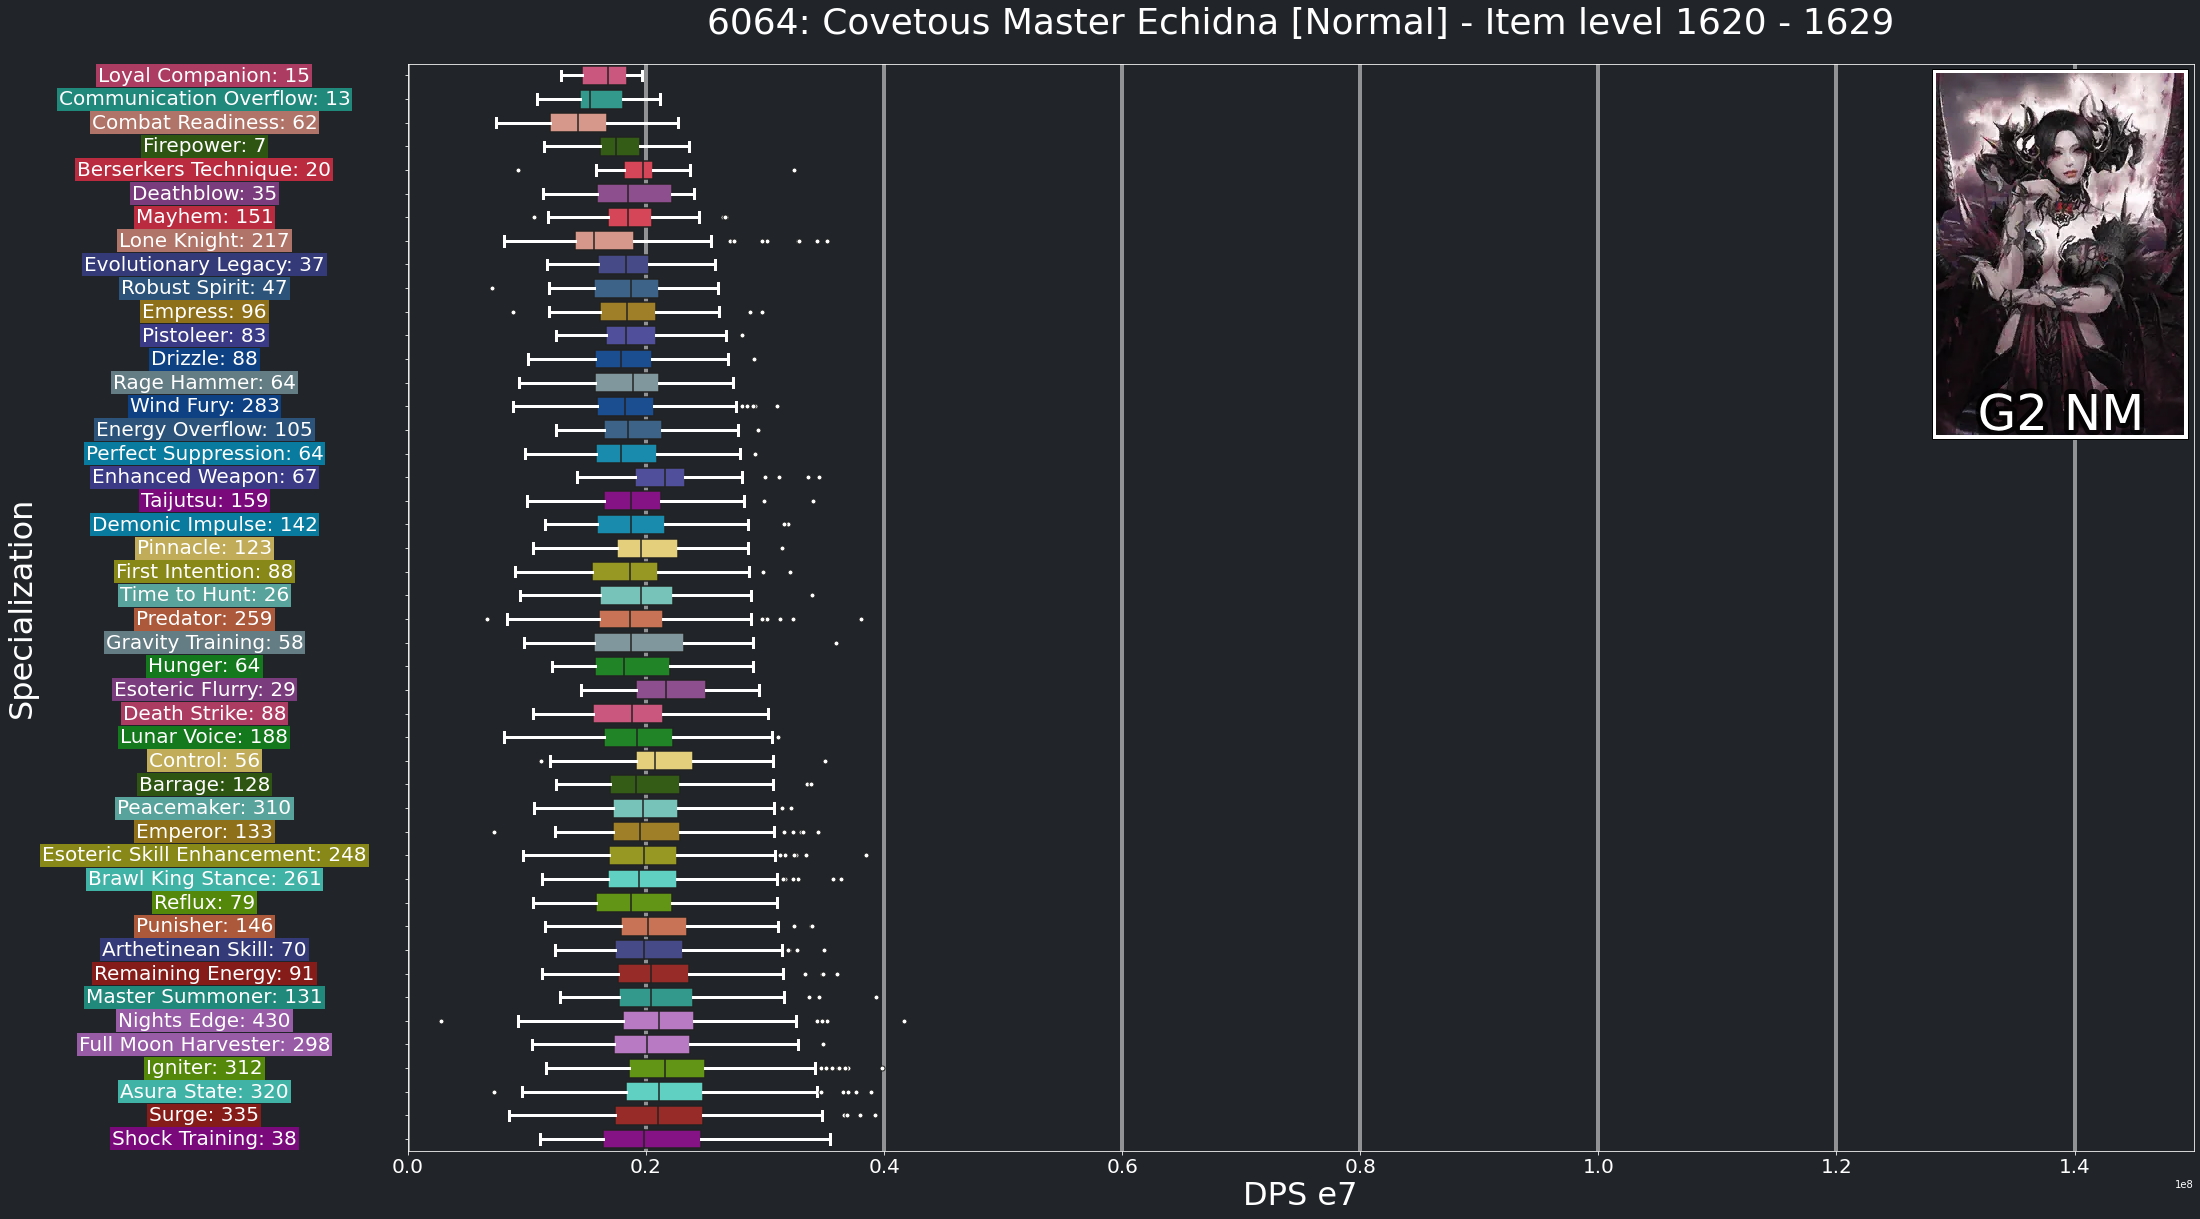 6064: Covetous Master Echidna [Normal] - Item level 1620 - 1629
Loyal Companion: 15
Communication Overflow: 13
Combat Readiness: 62
Firepower: 7
Berserkers Technique: 20
Deathblow: 35
Mayhem: 151
Lone Knight: 217
Evolutionary Legacy: 37
Robust Spirit: 47
Empress: 96
Pistoleer: 83
Drizzle: 88
Rage Hammer: 64
Wind Fury: 283
Energy Overflow: 105
Perfect Suppression: 64
Enhanced Weapon: 67
Taijutsu: 159
Demonic Impulse: 142
Pinnacle: 123
First Intention: 88
Time to Hunt: 26
Predator: 259
Gravity Training: 58
Hunger: 64
Esoteric Flurry: 29
Death Strike: 88
Lunar Voice: 188
Control: 56
Barrage: 128
Peacemaker: 310
Emperor: 133
Esoteric Skill Enhancement: 248
Brawl King Stance: 261
Reflux: 79
Punisher: 146
Arthetinean Skill: 70
Remaining Energy: 91
Master Summoner: 131
Nights Edge: 430
Full Moon Harvester: 298
Igniter: 312
Asura State: 320
Surge: 335
Shock Training: 38
Specialization
G2 NM
0.0 0.2 0.4 0.6 0.8 1.0 1.2 1.4
1e8
DPS e7